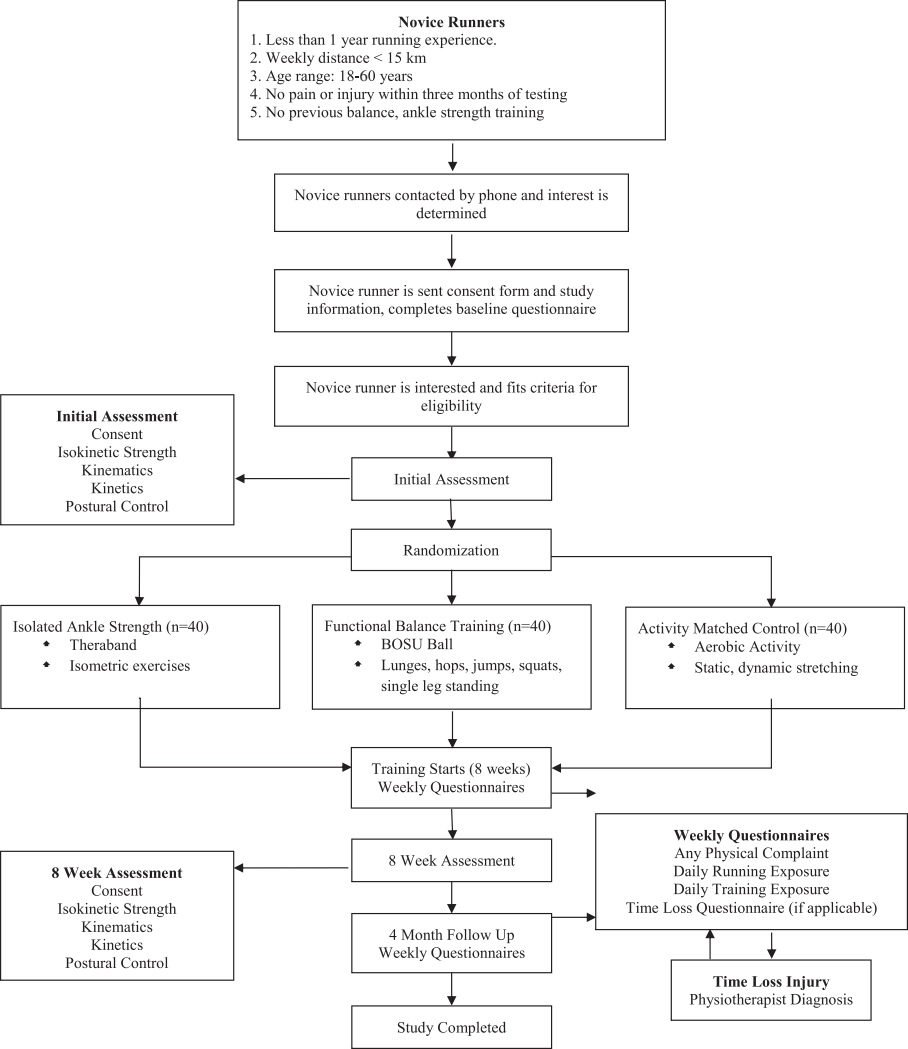 Novice Runners
1. Less than 1 year running experience.
2. Weekly distance < 15 km
3. Age range: 18-60 years
4. No pain or injury within three months of testing
5. No previous balance, ankle strength training
Novice runners contacted by phone and interest is
determined
Novice runner is sent consent form and study
information, completes baseline questionnaire
Novice runner is interested and fits criteria for
eligibility
Initial Assessment
Consent
Isokinetic Strength
Kinematics
Kinetics
Postural Control
Initial Assessment
Randomization
Isolated Ankle Strength (n=40)
Theraband
Isometric exercises
Functional Balance Training (n=40)
BOSU Ball
Lunges, hops, jumps, squats,
single leg standing
Activity Matched Control (n=40)
Aerobic Activity
Static, dynamic stretching
Training Starts (8 weeks)
Weekly Questionnaires
8 Week Assessment
8 Week Assessment
Consent
Isokinetic Strength
Kinematics
Kinetics
Postural Control
Weekly Questionnaires
Any Physical Complaint
Daily Running Exposure
Daily Training Exposure
Time Loss Questionnaire (if applicable)
4 Month Follow Up
Weekly Questionnaires
Time Loss Injury
Physiotherapist Diagnosis
Study Completed